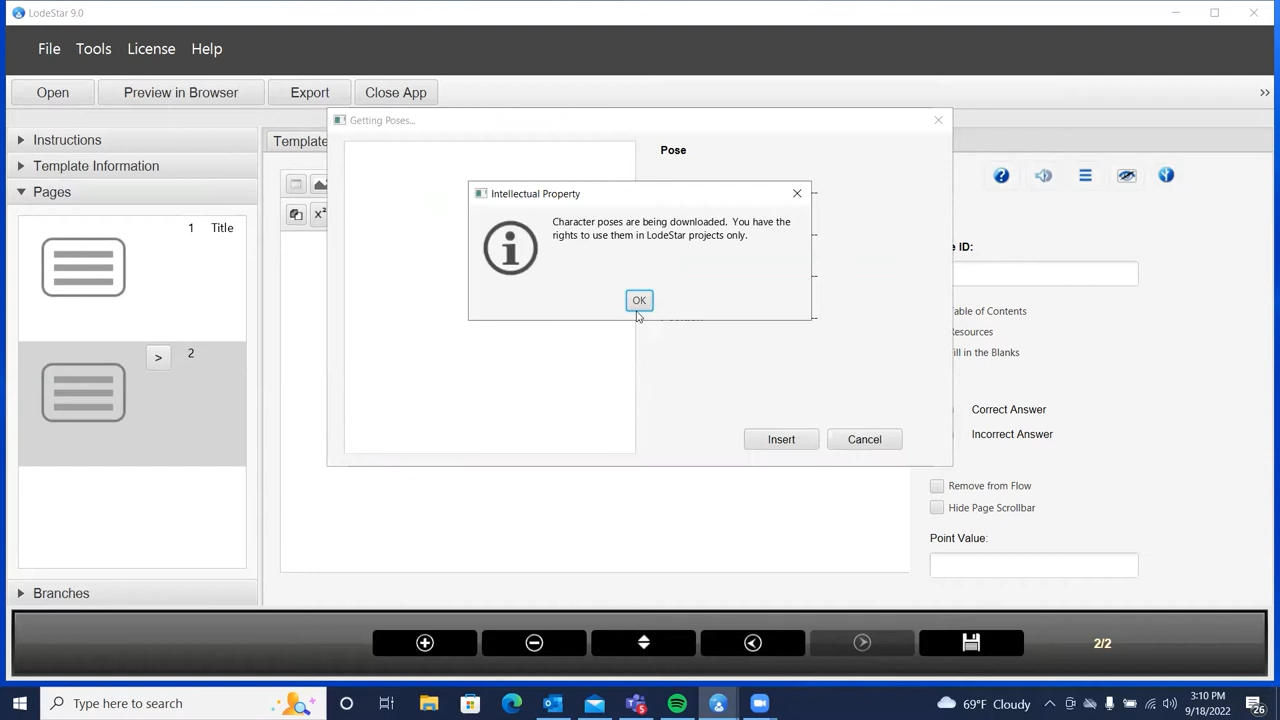 LodeStar 9.0
File Tools License Help
Open Preview in Browser Export Close App >>
Getting Poses...
Instructions
Template
Pose
Template Information
Intellectual Property
Pages
Character poses are being downloaded. You have the
rights to use them in LodeStar projects only.
1 Title
x²
ID:
OK
able of Contents
esources
> 2
ill in the Blanks
Correct Answer
Incorrect Answer
Insert Cancel
Remove from Flow
Hide Page Scrollbar
Point Value:
Branches
2/2
Type here to search
69°F Cloudy
3:10 PM
9/18/2022
26